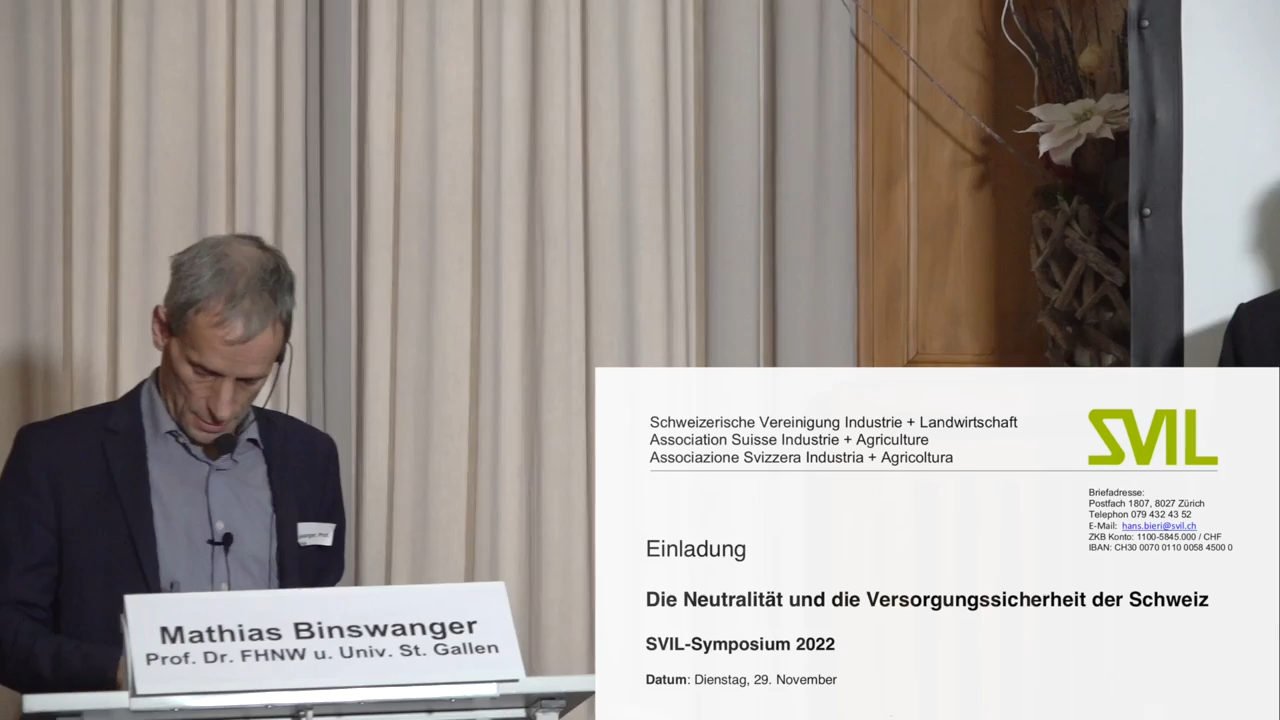 Mathias Binswanger
Prof. Dr. FHNW u. Univ. St. Gallen
Schweizerische Vereinigung Industrie + Landwirtschaft
Association Suisse Industrie + Agriculture
Associazione Svizzera Industria + Agricoltura
SVIL
Briefadresse:
Postfach 1807, 8027 Zürich
Telephon 079 432 43 52
E-Mail: hans.bieri@svil.ch
ZKB Konto: 1100-5845.000 / CHF
IBAN: CH30 0070 0110 0058 4500 0
Einladung
Die Neutralität und die Versorgungssicherheit der Schweiz
SVIL-Symposium 2022
Datum: Dienstag, 29. November